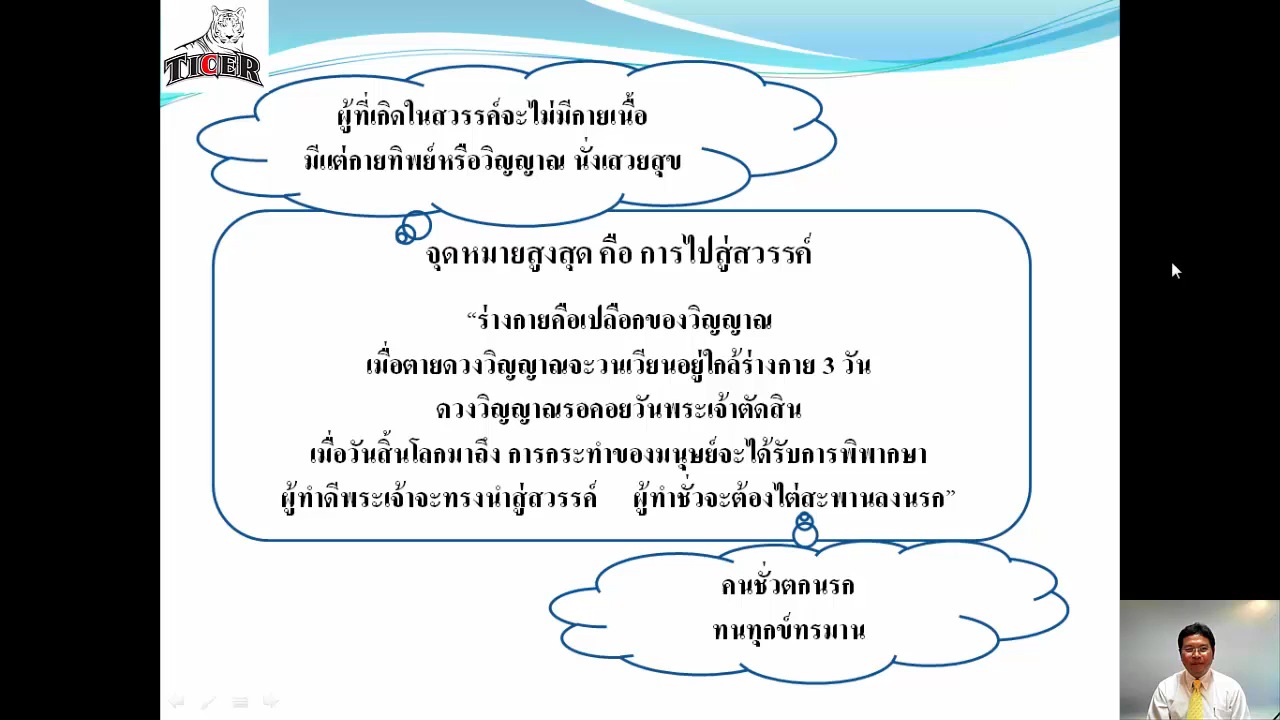 TIGER
ผู้ที่เกิดในสวรรค์จะไม่มีกายเนื้อ
มีแต่กายทิพย์หรือวิญญาณ นั่งเสวยสุข
จุดหมายสูงสุด คือ การไปสู่สวรรค์
“ร่างกายคือเปลือกของวิญญาณ
เมื่อตายดวงวิญญาณจะวนเวียนอยู่ใกล้ร่างกาย 3 วัน
ดวงวิญญาณรอคอยวันพระเจ้าตัดสิน
เมื่อวันสิ้นโลกมาถึง การกระทำของมนุษย์จะได้รับการพิพากษา
ผู้ทำดีพระเจ้าจะทรงนำสู่สวรรค์ ผู้ทำชั่วจะต้องไต่สะพานลงนรก”
คนชั่วตกนรก
ทนทุกข์ทรมาน